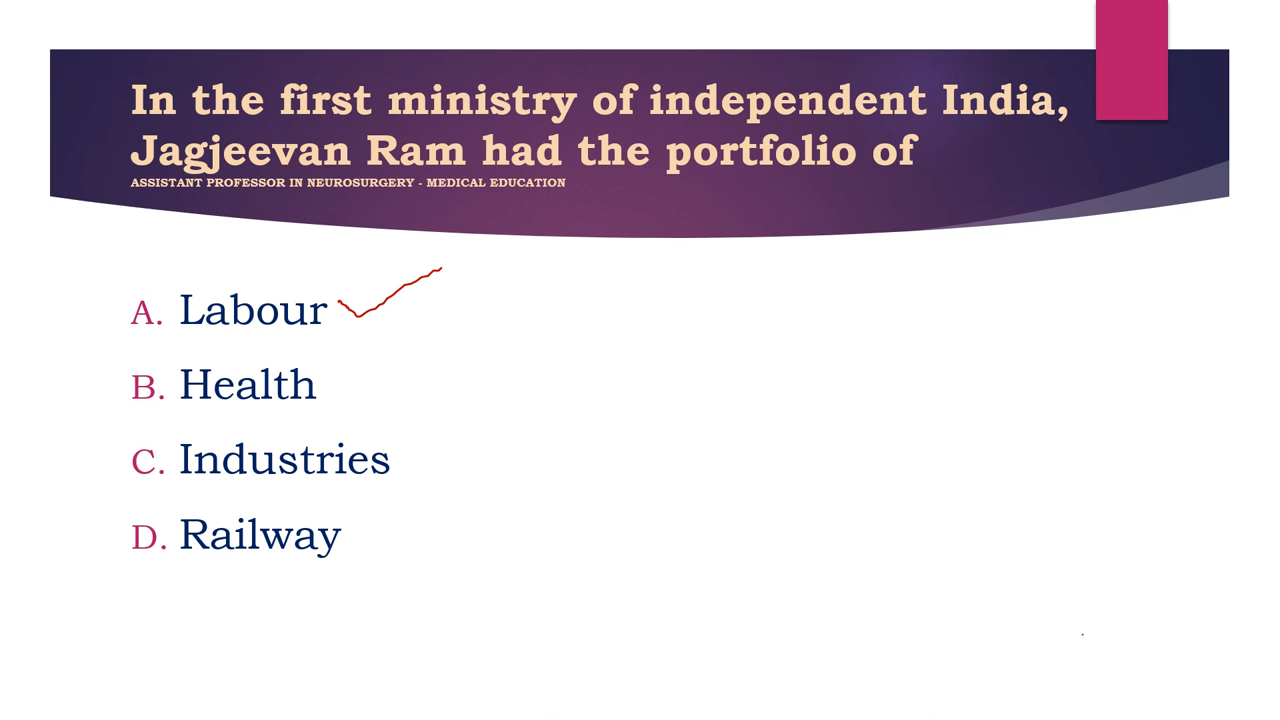 In the first ministry of independent India,
Jagjeevan Ram had the portfolio of
ASSISTANT PROFESSOR IN NEUROSURGERY - MEDICAL EDUCATION
A. Labour
B. Health
C. Industries
D. Railway